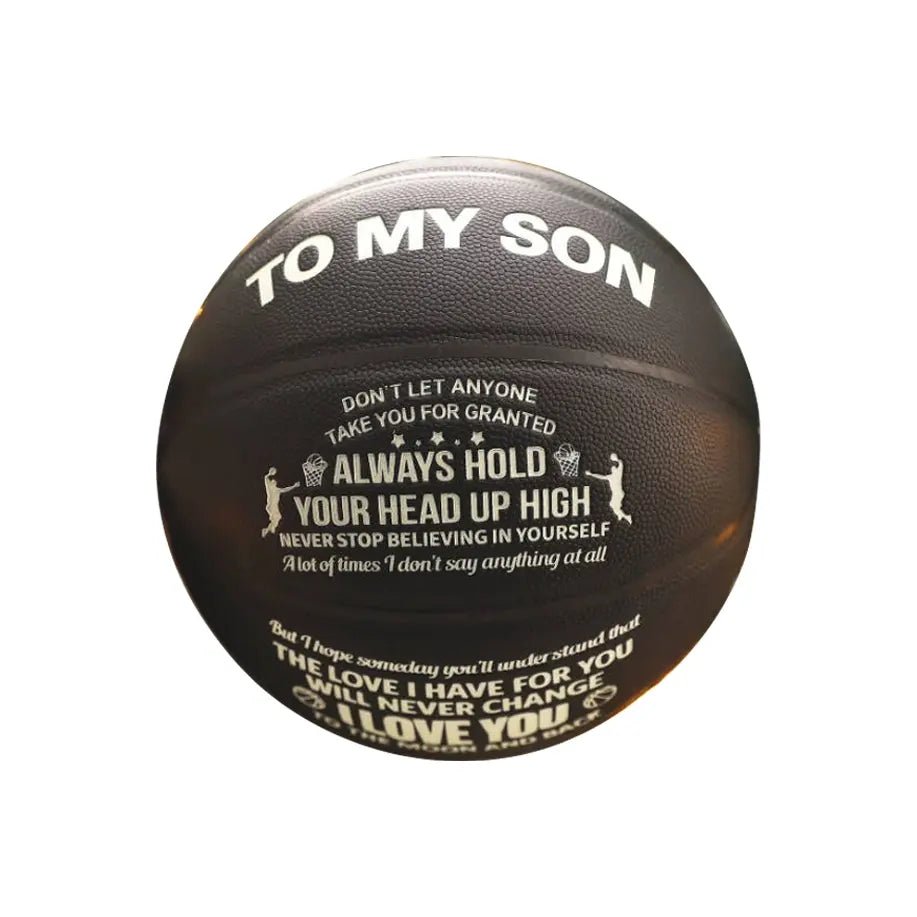 TO MY SON
DON'T LET ANYONE
TAKE YOU FOR GRANTED
ALWAYS HOLD
YOUR HEAD UP HIGH
NEVER STOP BELIEVING IN YOURSELF
A lot of times I don't say anything at all
But I hope someday you'll understand that
THE LOVE I HAVE FOR YOU
WILL NEVER CHANGE
I LOVE YOU
TO THE MOON AND BACK